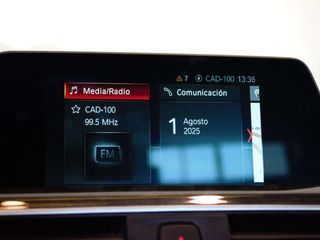 7 CAD-100 13:36
Media/Radio
CAD-100
99.5 MHz
FM
Comunicación
1 Agosto
2025